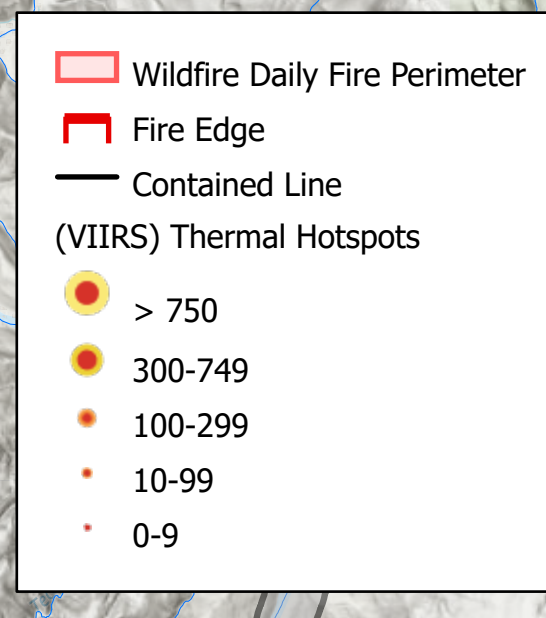 Wildfire Daily Fire Perimeter
Fire Edge
Contained Line
(VIIRS) Thermal Hotspots
> 750
300-749
100-299
10-99
0-9